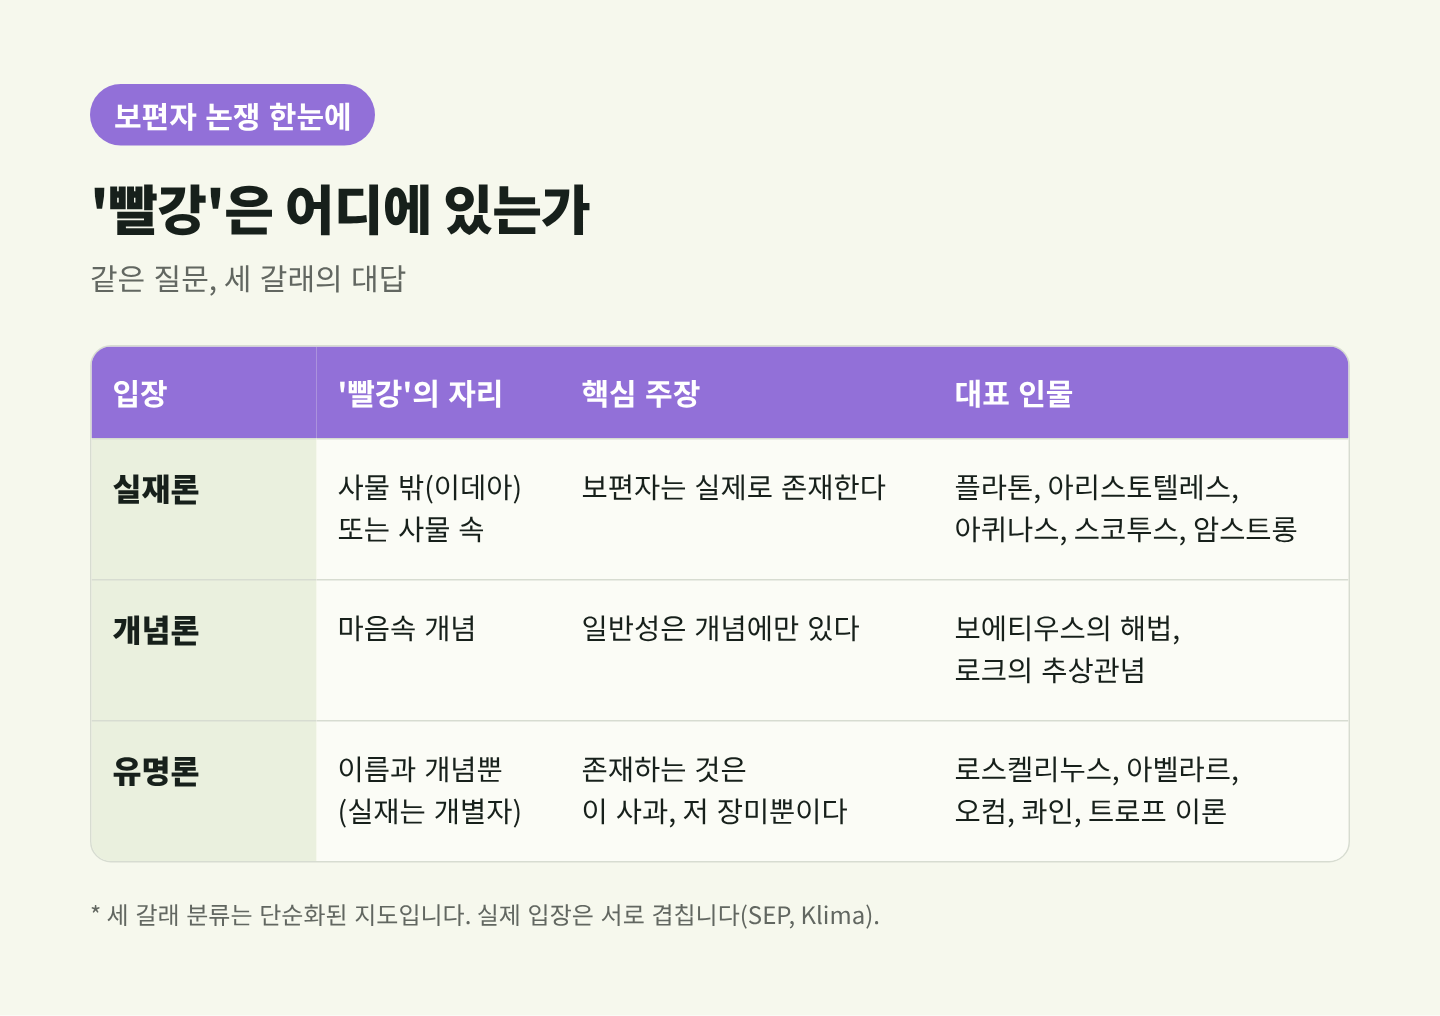 보편자 논쟁 한눈에
'빨강'은 어디에 있는가
같은 질문, 세 갈래의 대답
입장 '빨강'의 자리 핵심 주장 대표 인물
실재론 사물 밖(이데아) 보편자는 실제로 존재한다 플라톤, 아리스토텔레스,
또는 사물 속 아퀴나스, 스코투스, 암스트롱
개념론 마음속 개념 일반성은 개념에만 있다 보에티우스의 해법,
로크의 추상관념
유명론 이름과 개념뿐 존재하는 것은 로스켈리누스, 아벨라르,
(실재는 개별자) 이 사과, 저 장미뿐이다 오컴, 콰인, 트로프 이론
* 세 갈래 분류는 단순화된 지도입니다. 실제 입장은 서로 겹칩니다(SEP, Klima).